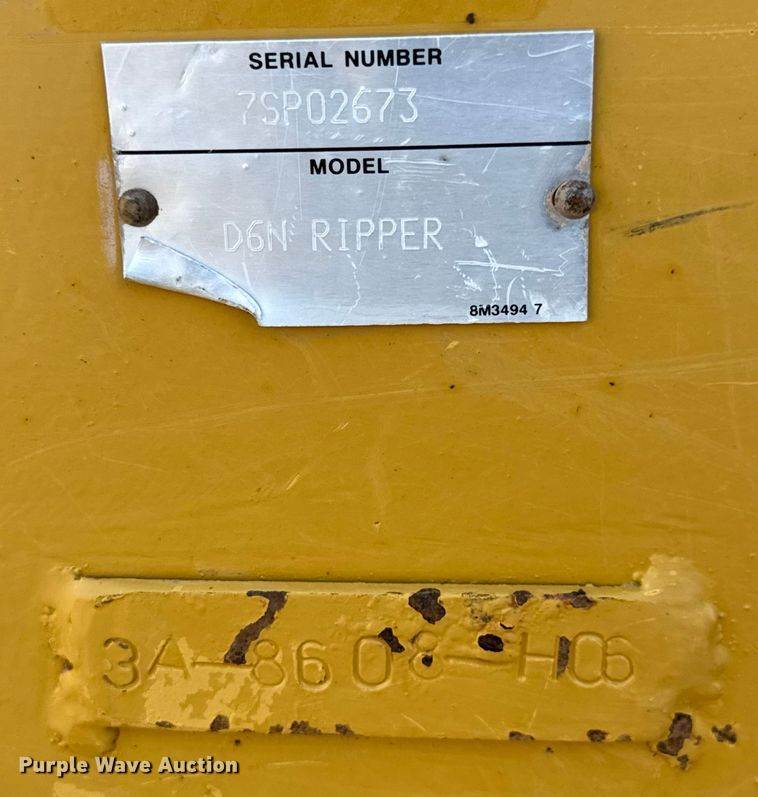 SERIAL NUMBER
7SP02673
MODEL
D6N RIPPER
8M3494 7
3A-8608-H06
Purple Wave Auction